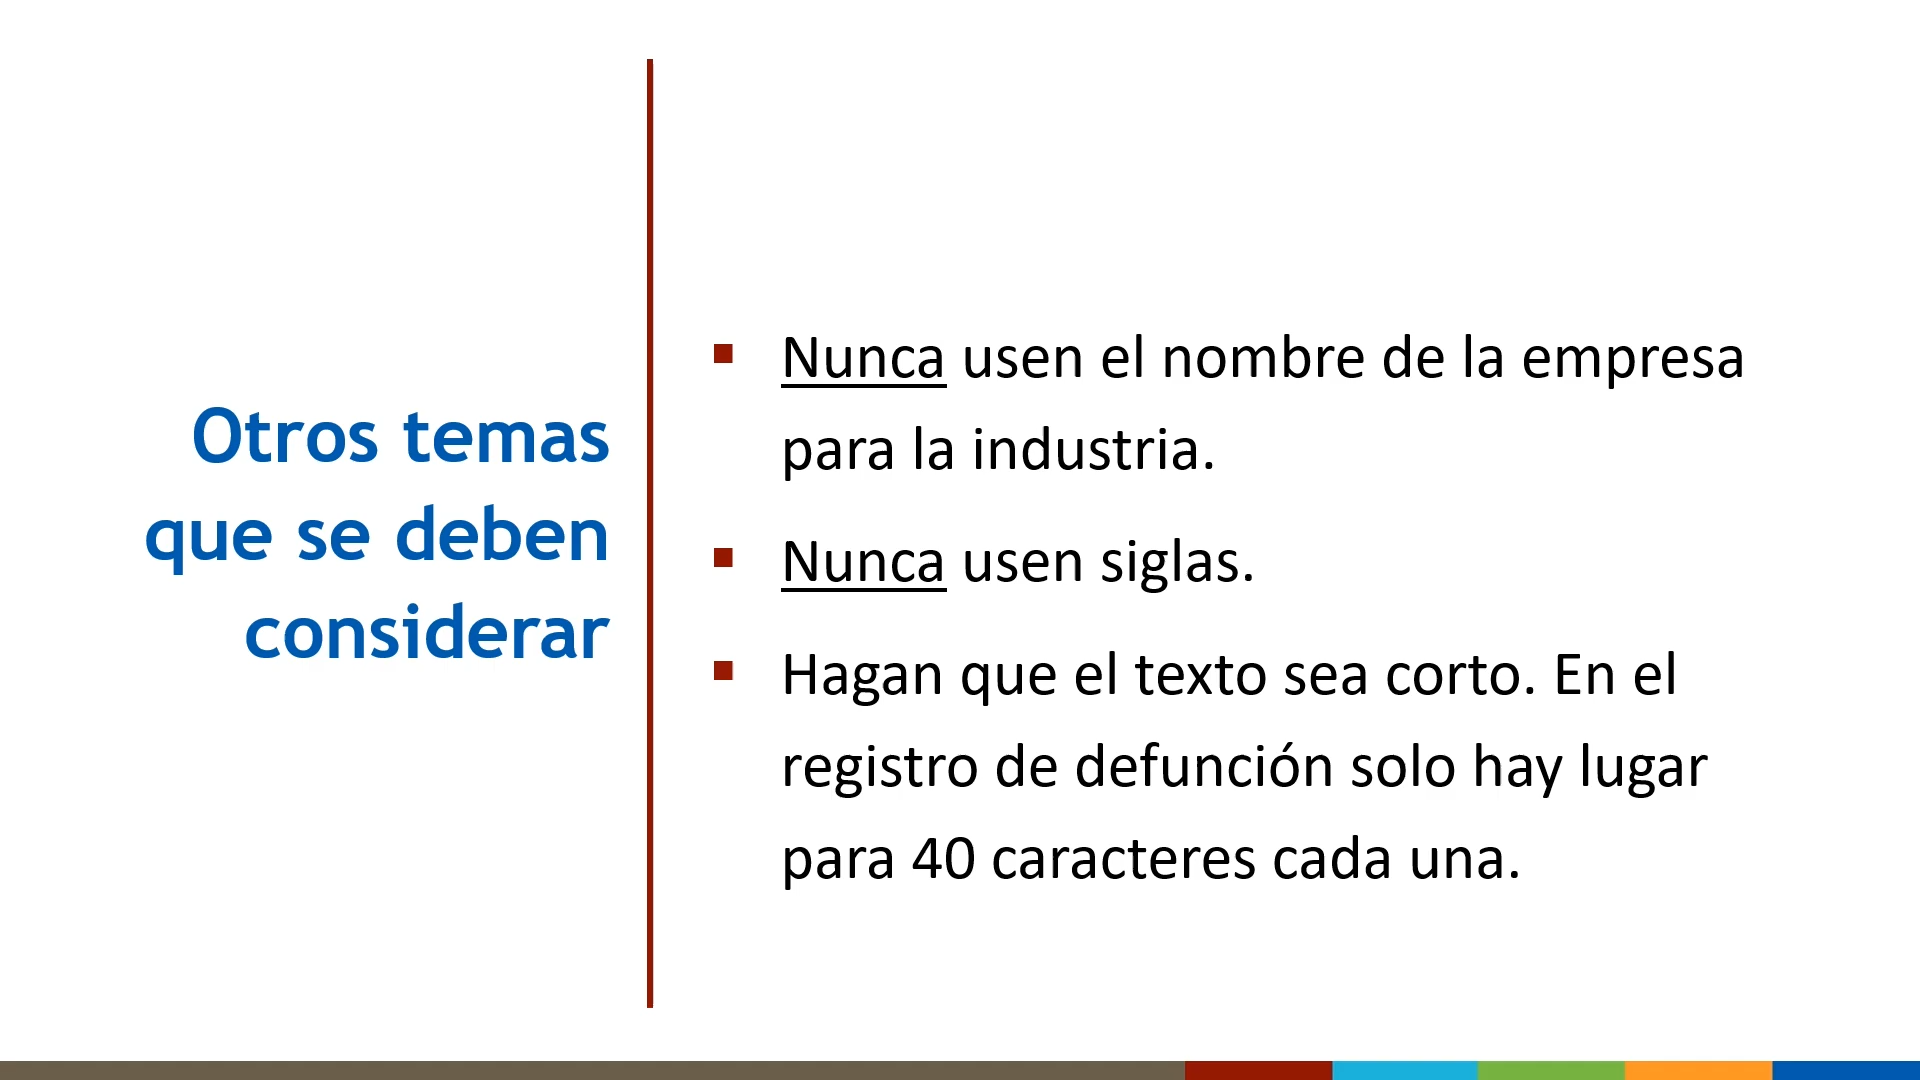 Otros temas
que se deben
considerar
Nunca usen el nombre de la empresa
para la industria.
Nunca usen siglas.
Hagan que el texto sea corto. En el
registro de defunción solo hay lugar
para 40 caracteres cada una.